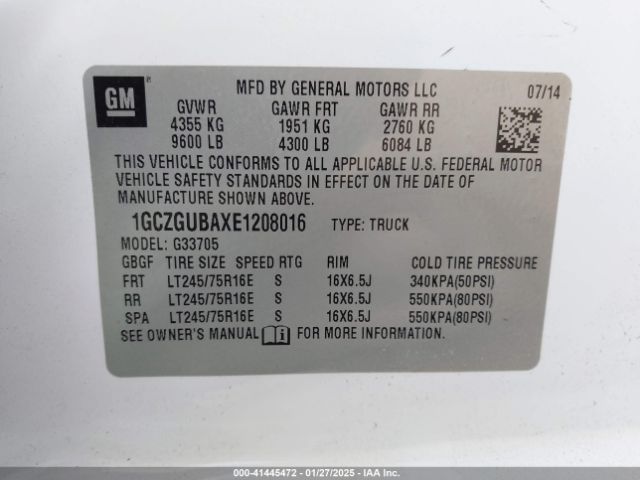 GM
®
MFD BY GENERAL MOTORS LLC 07/14
GVWR GAWR FRT GAWR RR
4355 KG 1951 KG 2760 KG
9600 LB 4300 LB 6084 LB
THIS VEHICLE CONFORMS TO ALL APPLICABLE U.S. FEDERAL MOTOR
VEHICLE SAFETY STANDARDS IN EFFECT ON THE DATE OF
MANUFACTURE SHOWN ABOVE.
1GCZGUBAXE1208016 TYPE: TRUCK
MODEL: G33705
GBGF TIRE SIZE SPEED RTG RIM COLD TIRE PRESSURE
FRT LT245/75R16E S 16X6.5J 340KPA(50PSI)
RR LT245/75R16E S 16X6.5J 550KPA(80PSI)
SPA LT245/75R16E S 16X6.5J 550KPA(80PSI)
SEE OWNER'S MANUAL i FOR MORE INFORMATION.
000-41445472 - 01/27/2025 - IAA Inc.